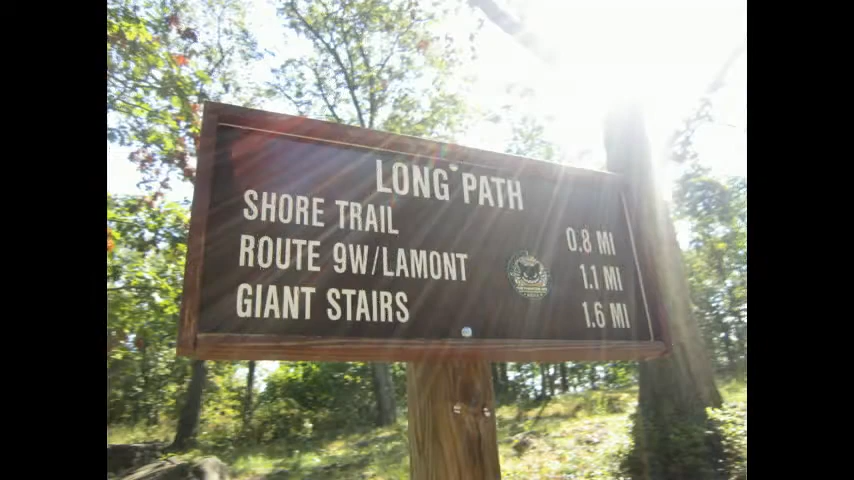 LONG PATH
SHORE TRAIL 0.8 MI
ROUTE 9W/LAMONT 1.1 MI
GIANT STAIRS 1.6 MI